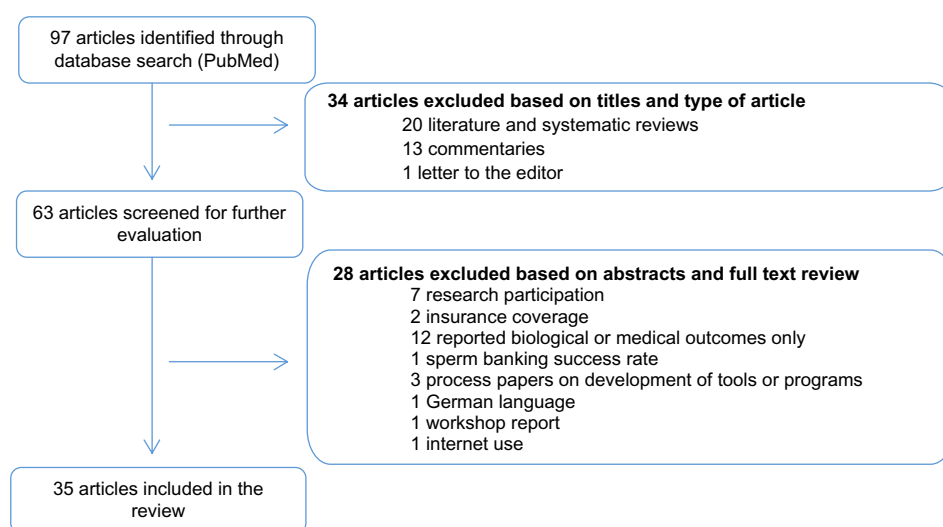 97 articles identified through
database search (PubMed)
34 articles excluded based on titles and type of article
20 literature and systematic reviews
13 commentaries
1 letter to the editor
63 articles screened for further
evaluation
28 articles excluded based on abstracts and full text review
7 research participation
2 insurance coverage
12 reported biological or medical outcomes only
1 sperm banking success rate
3 process papers on development of tools or programs
1 German language
1 workshop report
1 internet use
35 articles included in the
review